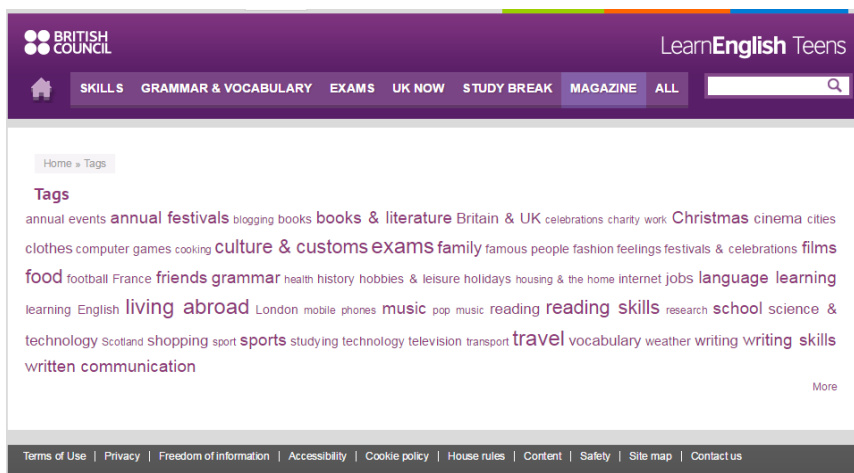 BRITISH
COUNCIL
LearnEnglish Teens
SKILLS GRAMMAR & VOCABULARY EXAMS UK NOW STUDY BREAK MAGAZINE ALL
Home » Tags
Tags
annual events annual festivals blogging books books & literature Britain & UK celebrations charity work Christmas cinema cities
clothes computer games cooking culture & customs exams family famous people fashion feelings festivals & celebrations films
food football France friends grammar health history hobbies & leisure holidays housing & the home internet jobs language learning
learning English living abroad London mobile phones music pop music reading reading skills research school science &
technology Scotland shopping sport sports studying technology television transport travel vocabulary weather writing writing skills
written communication
More
Terms of Use | Privacy | Freedom of information | Accessibility | Cookie policy | House rules | Content | Safety | Site map | Contact us